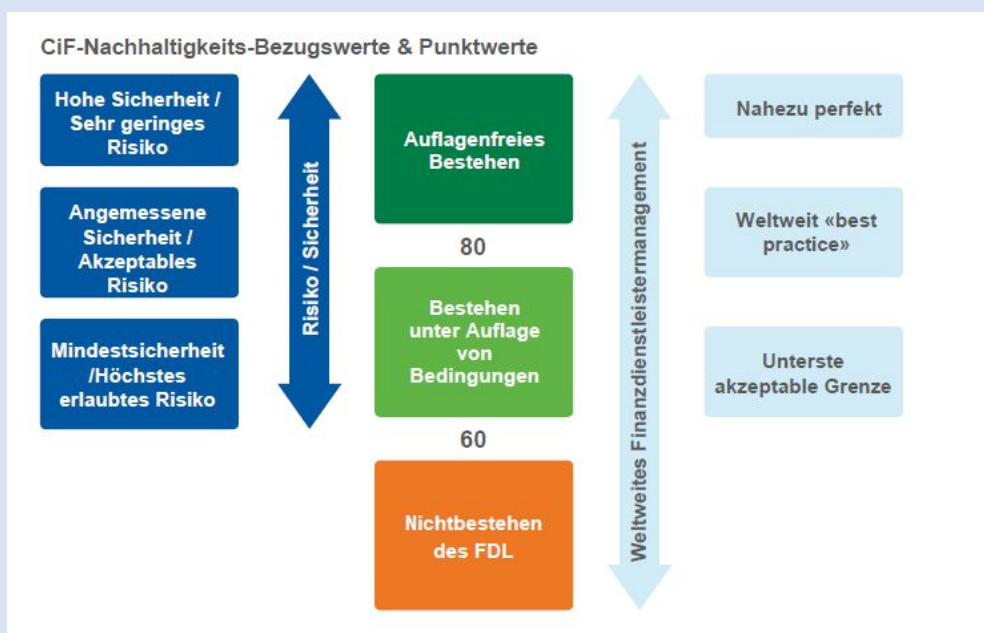 CiF-Nachhaltigkeits-Bezugswerte & Punktwerte
Hohe Sicherheit /
Sehr geringes
Risiko
Angemessene
Sicherheit /
Akzeptables
Risiko
Mindestsicherheit
/Höchstes
erlaubtes Risiko
Risiko / Sicherheit
Auflagenfreies
Bestehen
80
Bestehen
unter Auflage
von
Bedingungen
60
Nichtbestehen
des FDL
Weltweites Finanzdienstleistermanagement
Nahezu perfekt
Weltweit «best
practice»
Unterste
akzeptable Grenze